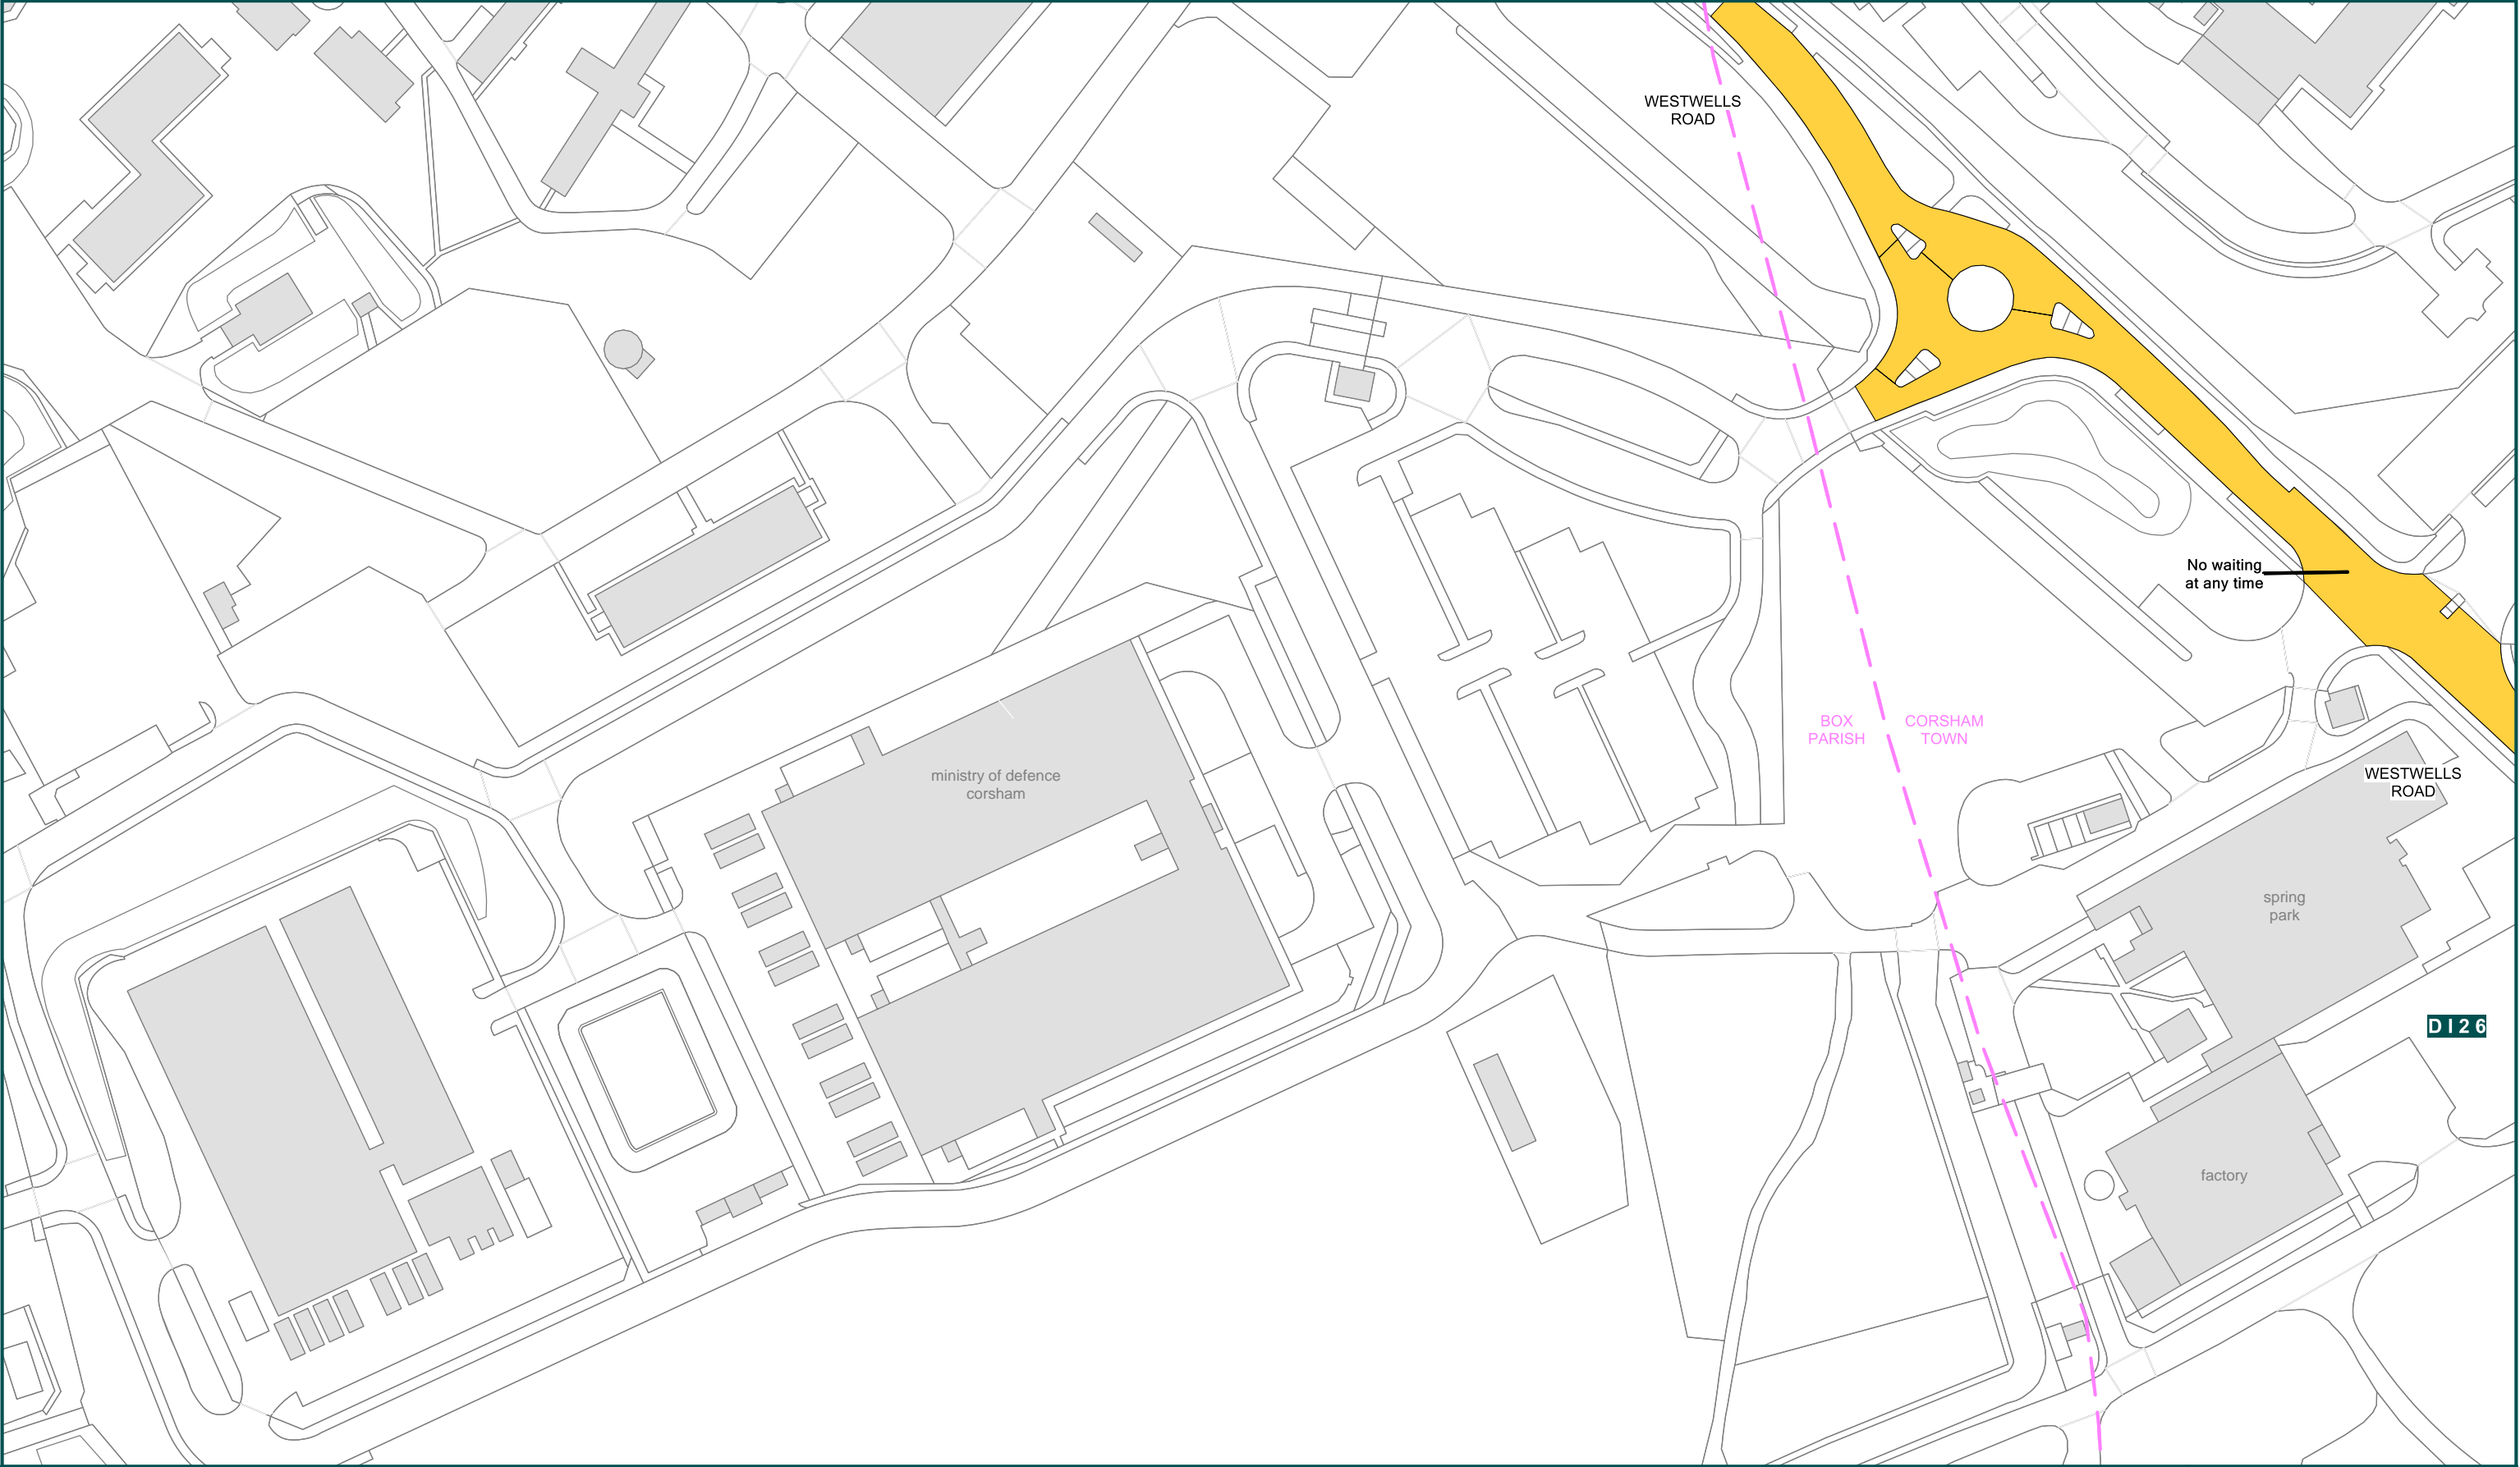 WESTWELLS
ROAD
No waiting
at any time
BOX
PARISH
CORSHAM
TOWN
ministry of defence
corsham
WESTWELLS
ROAD
spring
park
D I 2 6
factory